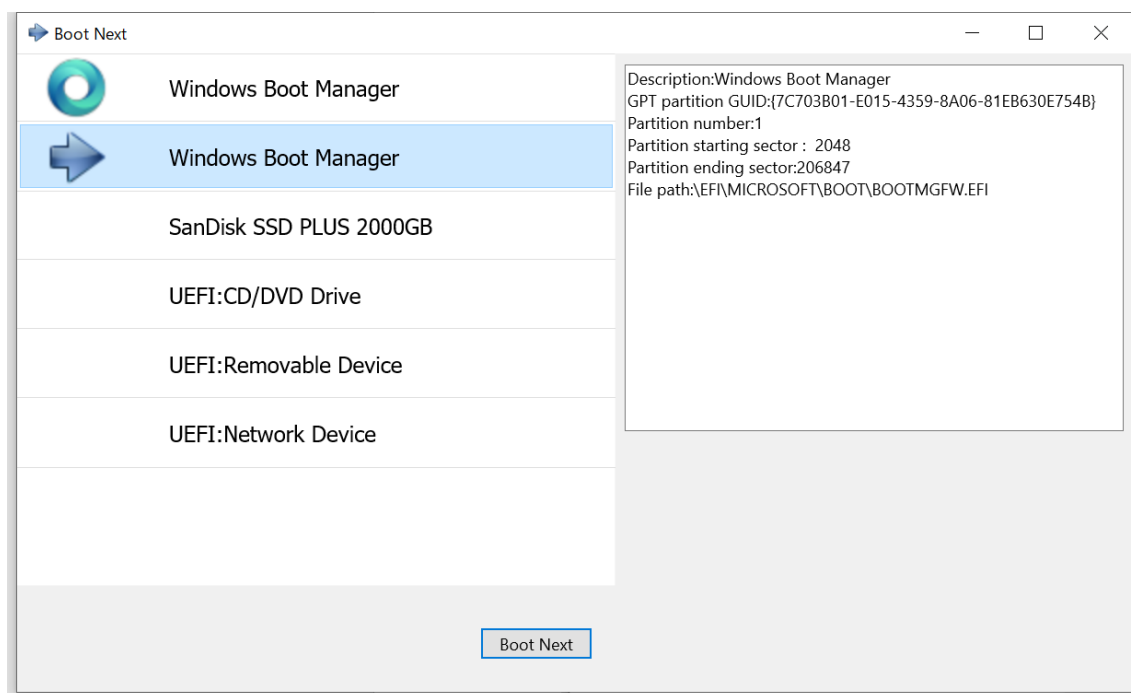 Boot Next
Windows Boot Manager
Windows Boot Manager
SanDisk SSD PLUS 2000GB
UEFI:CD/DVD Drive
UEFI:Removable Device
UEFI:Network Device
Description:Windows Boot Manager
GPT partition GUID:{7C703B01-E015-4359-8A06-81EB630E754B}
Partition number:1
Partition starting sector :  2048
Partition ending sector:206847
File path:\EFI\MICROSOFT\BOOT\BOOTMGFW.EFI
Boot Next